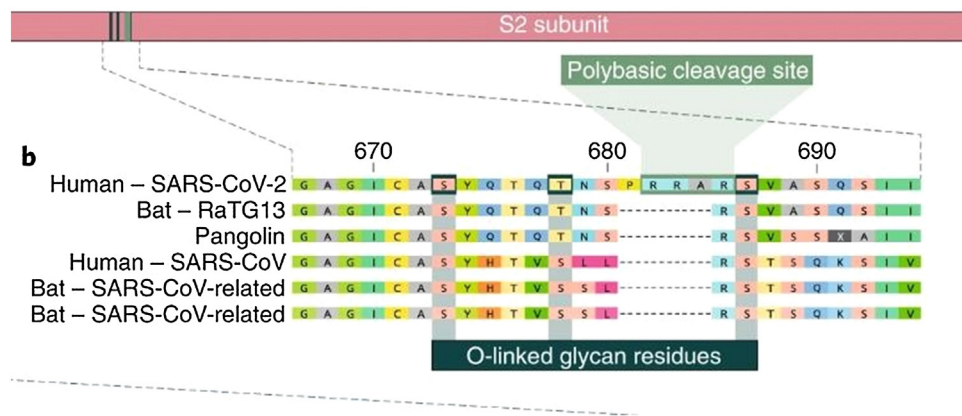 S2 subunit
Polybasic cleavage site
b
670 680 690
Human – SARS-CoV-2 G A G I C A S Y Q T Q T N S P R R A R S V A S Q S I I
Bat – RaTG13 G A G I C A S Y Q T Q T N S ---------- R S V A S Q S I I
Pangolin G A G I C A S Y Q T Q T N S ---------- R S V S S X A I I
Human – SARS-CoV G A G I C A S Y H T V S L L ---------- R S T S Q K S I V
Bat – SARS-CoV-related G A G I C A S Y H T V S S L ---------- R S T S Q K S I V
Bat – SARS-CoV-related G A G I C A S Y H T V S S L ---------- R S T S Q K S I V
O-linked glycan residues